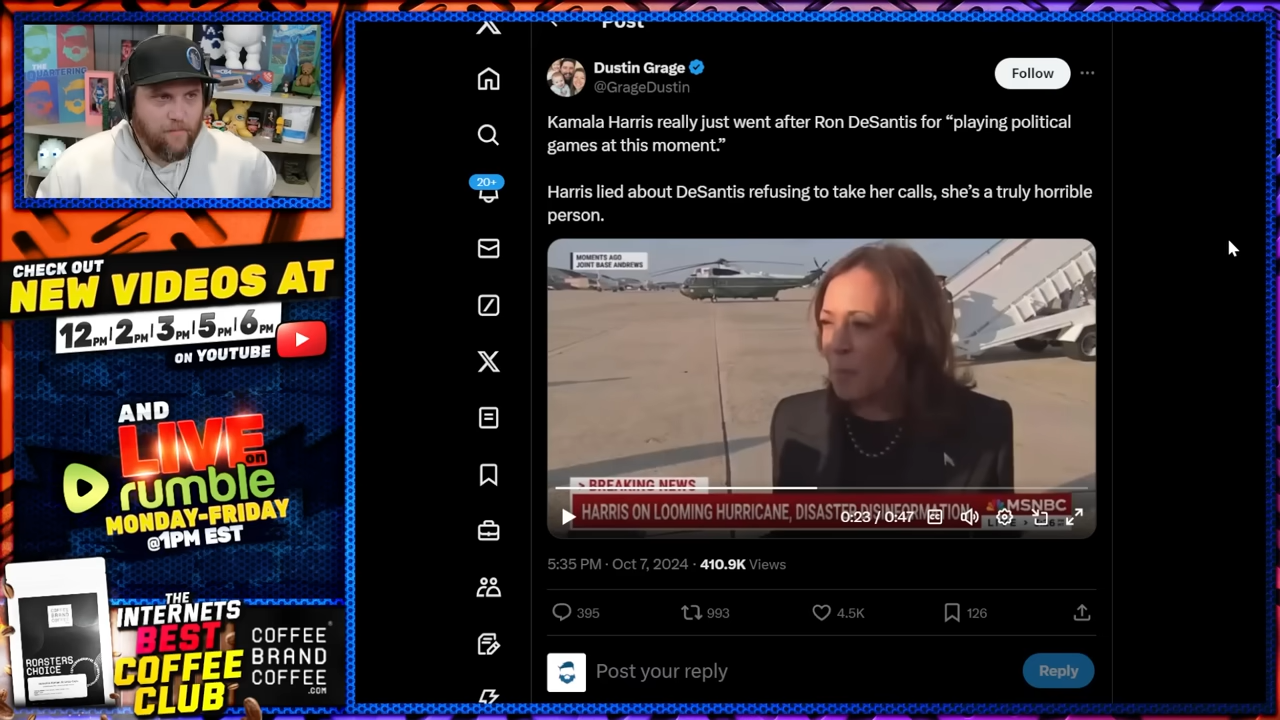 THE
QUARTERING
CHECK OUT
NEW VIDEOS AT
12PM|2PM|3PM|5PM|6PM
ON YOUTUBE
AND
LIVE on
rumble
MONDAY-FRIDAY
@1PM EST
THE
INTERNETS
BEST
COFFEE
CLUB
COFFEE
BRAND
COFFEE
.COM
ROASTERS
CHOICE
Post
20+
Dustin Grage
@GrageDustin
Follow
Kamala Harris really just went after Ron DeSantis for “playing political
games at this moment.”
Harris lied about DeSantis refusing to take her calls, she’s a truly horrible
person.
MOMENTS AGO
JOINT BASE ANDREWS
> BREAKING NEWS
HARRIS ON LOOMING HURRICANE, DISASTER DISINFORMATION
MSNBC
0:23 / 0:47
5:35 PM · Oct 7, 2024 · 410.9K Views
395 993 4.5K 126
Post your reply
Reply